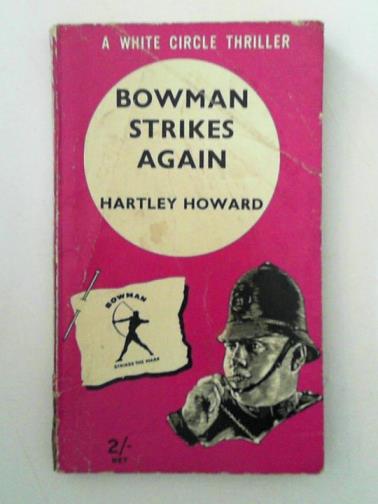 A WHITE CIRCLE THRILLER
BOWMAN
STRIKES
AGAIN
HARTLEY HOWARD
BOWMAN
STRIKES THE MARK
2/-
NET